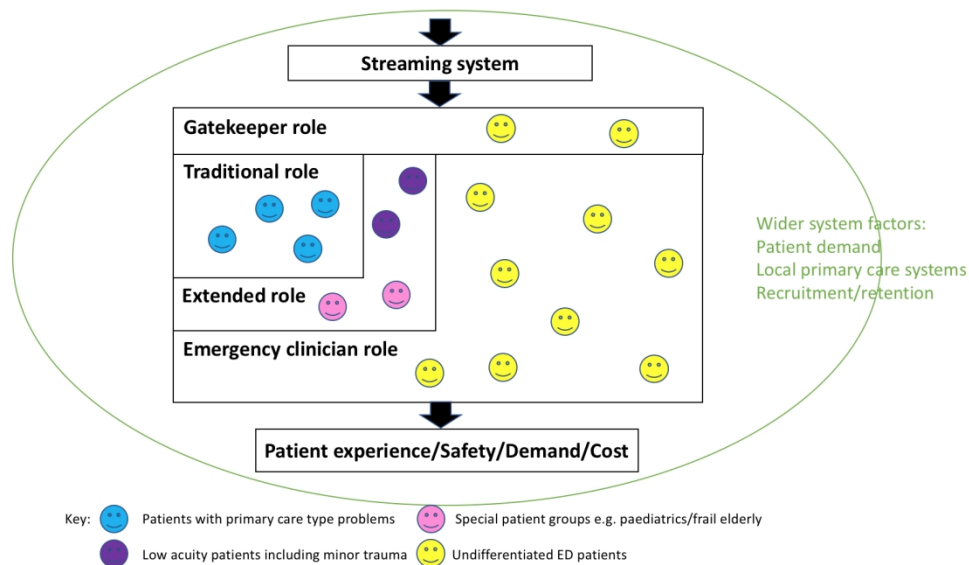 Streaming system
Gatekeeper role
Traditional role
Extended role
Emergency clinician role
Wider system factors:
Patient demand
Local primary care systems
Recruitment/retention
Patient experience/Safety/Demand/Cost
Key:
Patients with primary care type problems
Special patient groups e.g. paediatrics/frail elderly
Low acuity patients including minor trauma
Undifferentiated ED patients